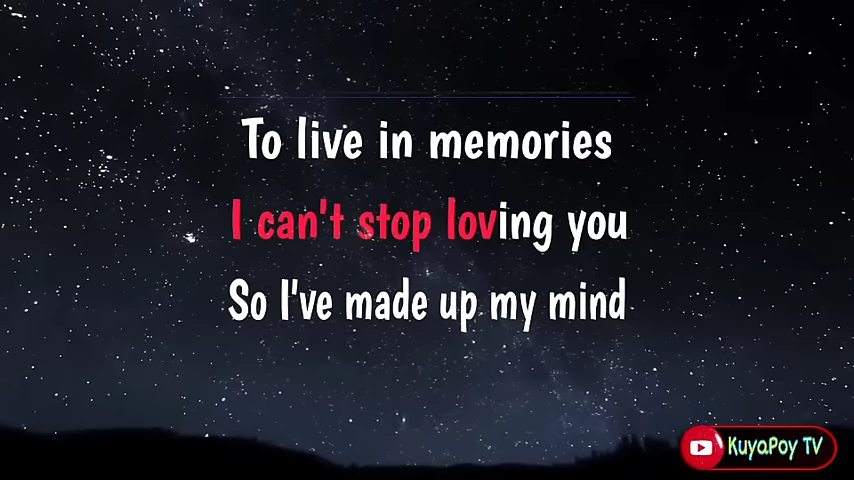 To live in memories
I can't stop loving you
So I've made up my mind
KuyaPoy TV